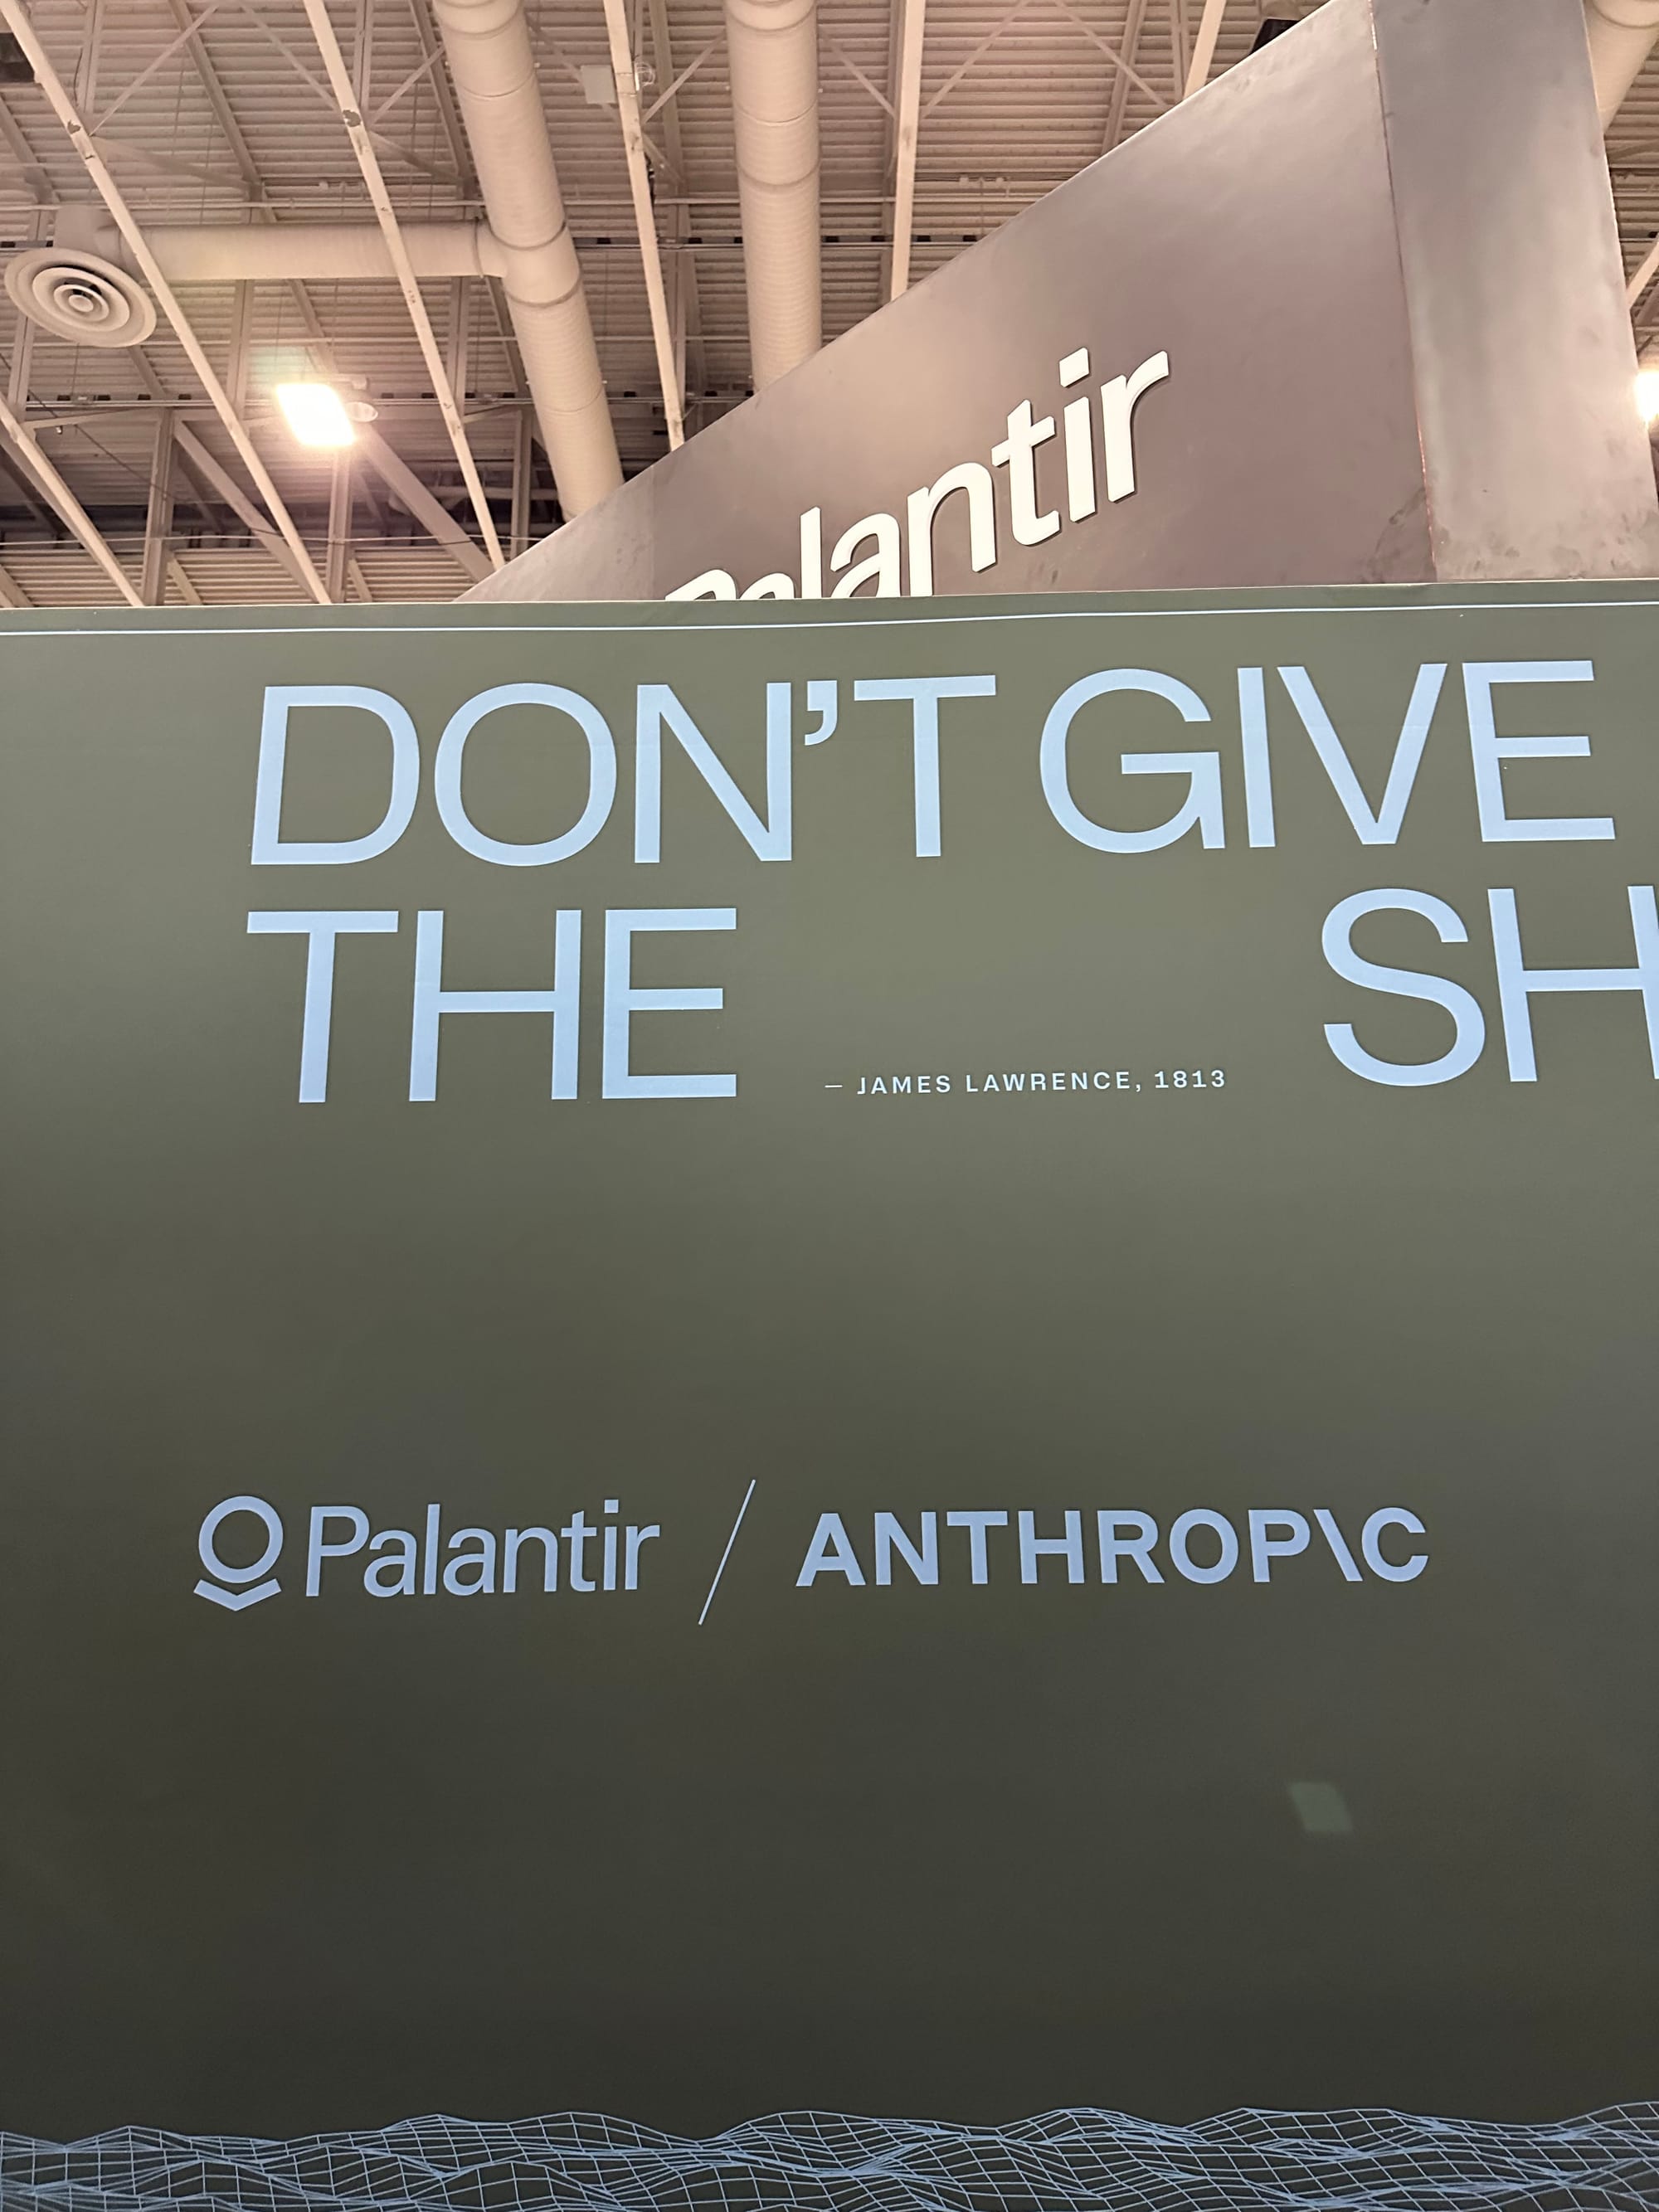 Palantir
DON’T GIVE
THE SH
– JAMES LAWRENCE, 1813
Palantir / ANTHROP\C